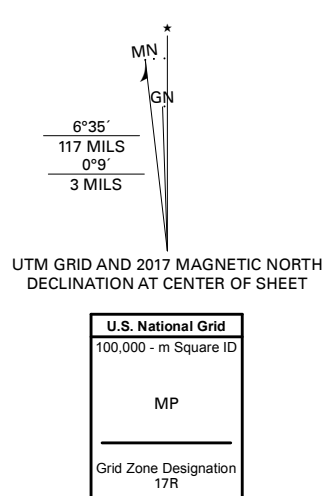 ★
MN
GN
6°35´
117 MILS
0°9´
3 MILS
UTM GRID AND 2017 MAGNETIC NORTH
DECLINATION AT CENTER OF SHEET
U.S. National Grid
100,000 - m Square ID
MP
Grid Zone Designation
17R